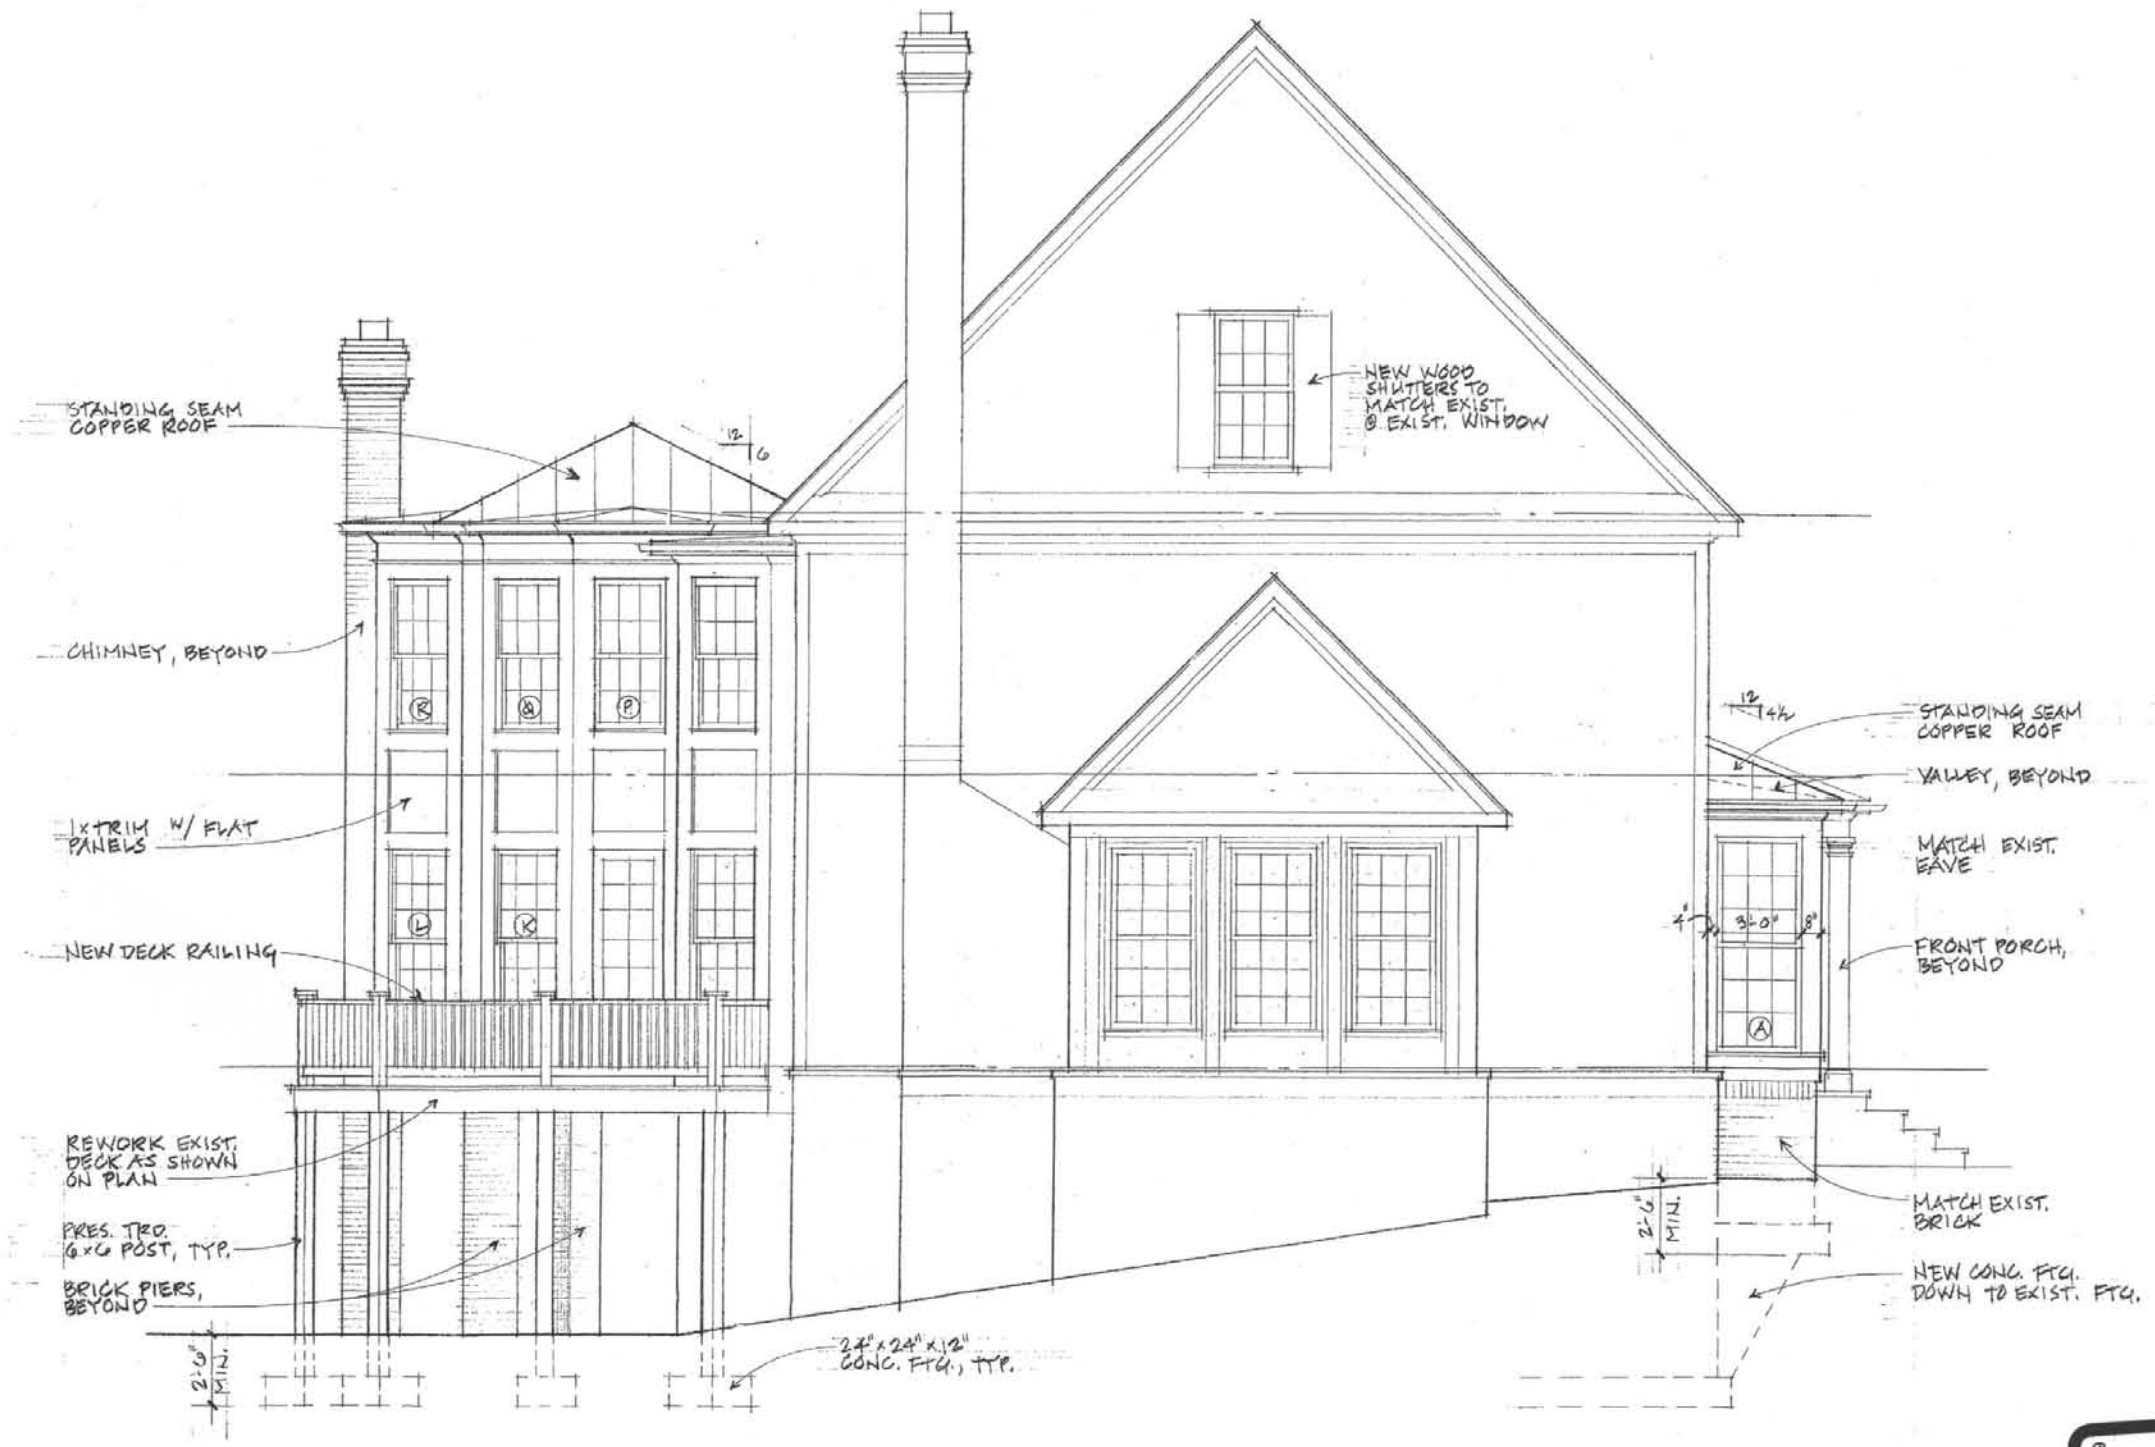 STANDING SEAM
COPPER ROOF
12
6
NEW WOOD
SHUTTERS TO
MATCH EXIST.
@ EXIST. WINDOW
CHIMNEY, BEYOND
R
Q
P
1x TRIM W/ FLAT
PANELS
L
K
NEW DECK RAILING
REWORK EXIST.
DECK AS SHOWN
ON PLAN
PRES. TRD.
6x6 POST, TYP.
BRICK PIERS,
BEYOND
2'-6"
MIN.
24"x24"x12"
CONC. FTG., TYP.
12
4½
STANDING SEAM
COPPER ROOF
VALLEY, BEYOND
MATCH EXIST.
EAVE
4" 3'-0" 8"
FRONT PORCH,
BEYOND
A
2'-6"
MIN.
MATCH EXIST.
BRICK
NEW CONC. FTG.
DOWN TO EXIST. FTG.